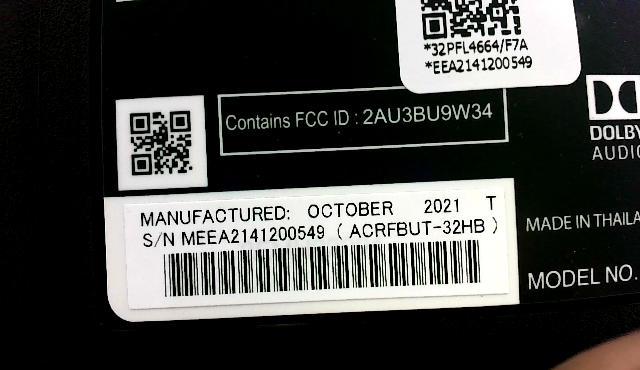 *32PFL4664/F7A
*EEA2141200549
Contains FCC ID : 2AU3BU9W34
DOLBY
AUDIO
MANUFACTURED: OCTOBER 2021 T
S/N MEEA2141200549 ( ACRFBUT-32HB )
MADE IN THAILA
MODEL NO.